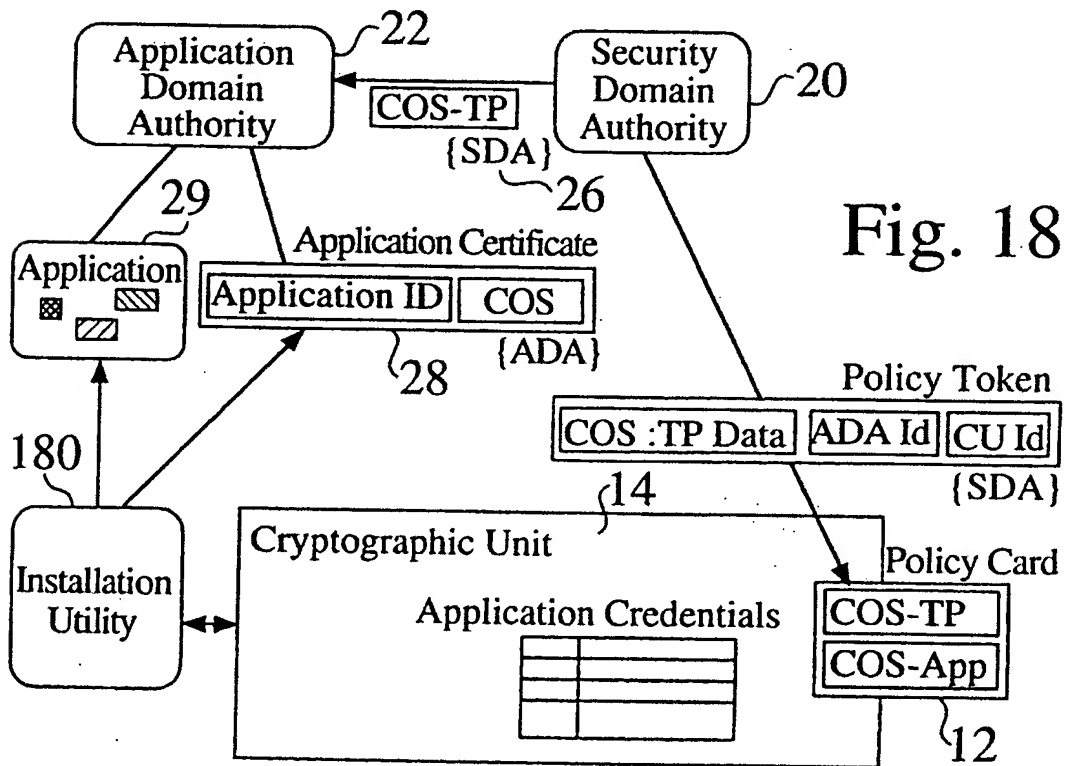 Application
Domain
Authority
22
COS-TP
{SDA}
26
Security
Domain
Authority
20
Fig. 18
29
Application
Application Certificate
Application ID
COS
{ADA}
28
Policy Token
COS :TP Data
ADA Id
CU Id
{SDA}
180
Installation
Utility
14
Cryptographic Unit
Application Credentials
Policy Card
COS-TP
COS-App
12